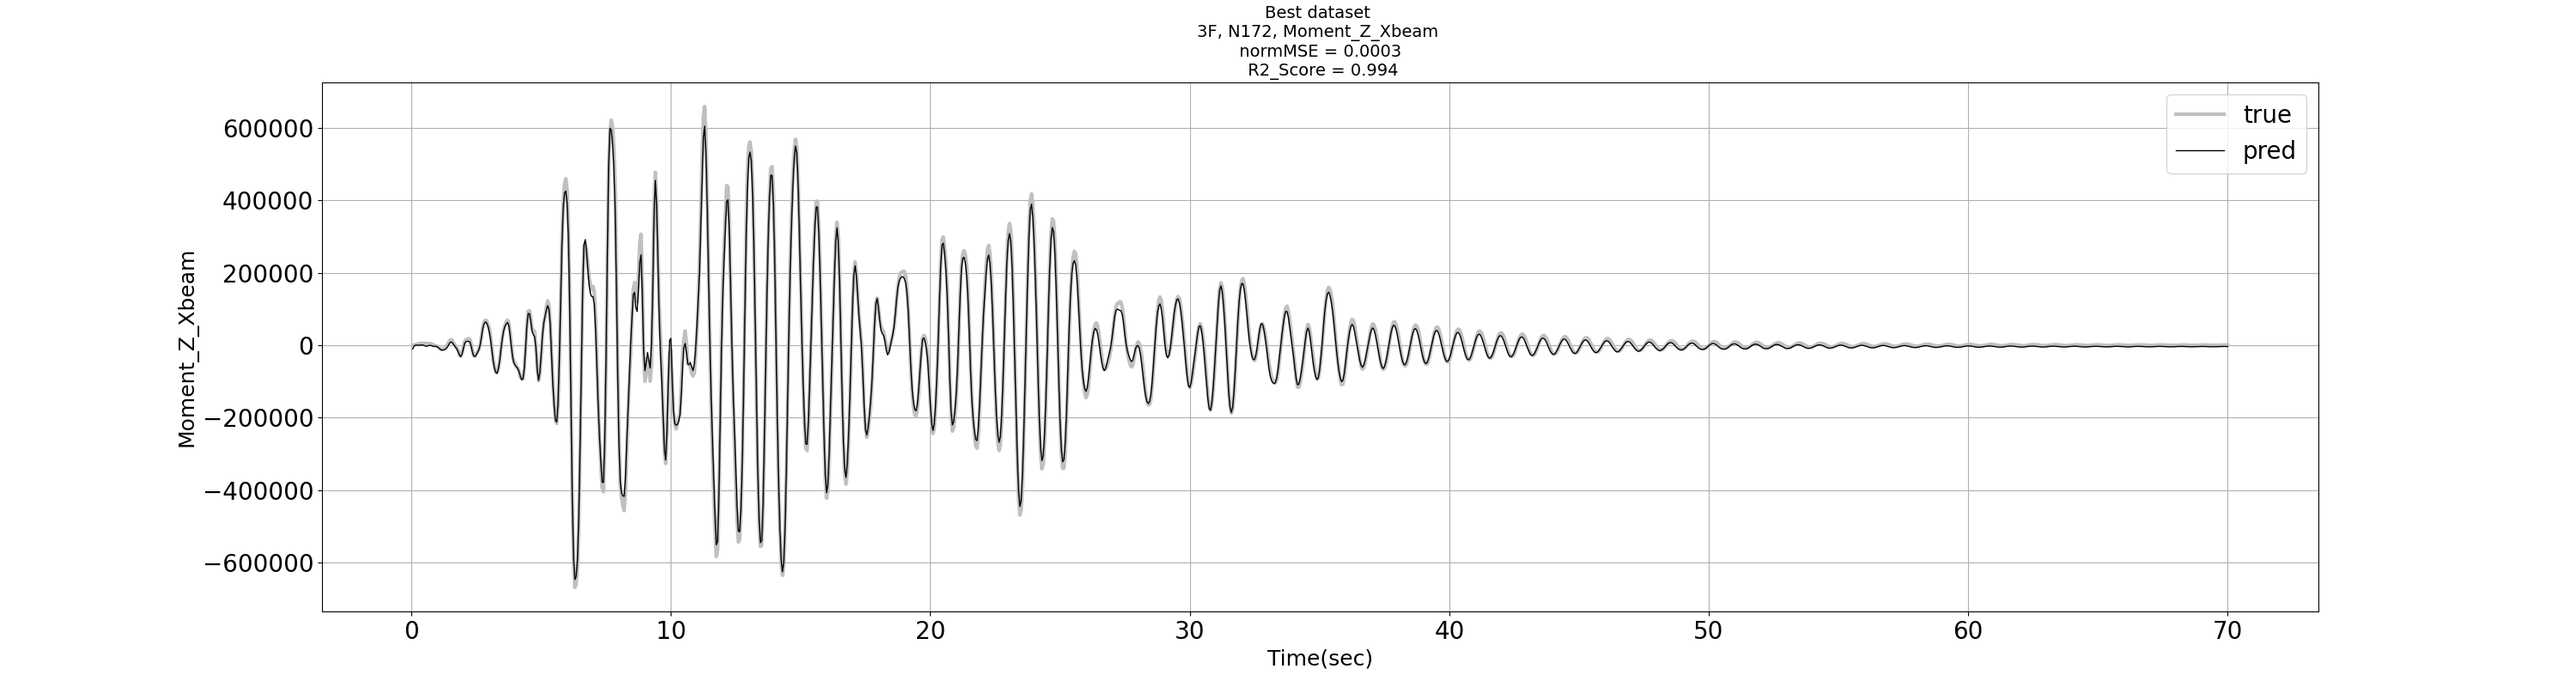 Best dataset
3F, N172, Moment_Z_Xbeam
normMSE = 0.0003
R2_Score = 0.994
true
pred
600000
400000
200000
0
−200000
−400000
−600000
Moment_Z_Xbeam
0 10 20 30 40 50 60 70
Time(sec)